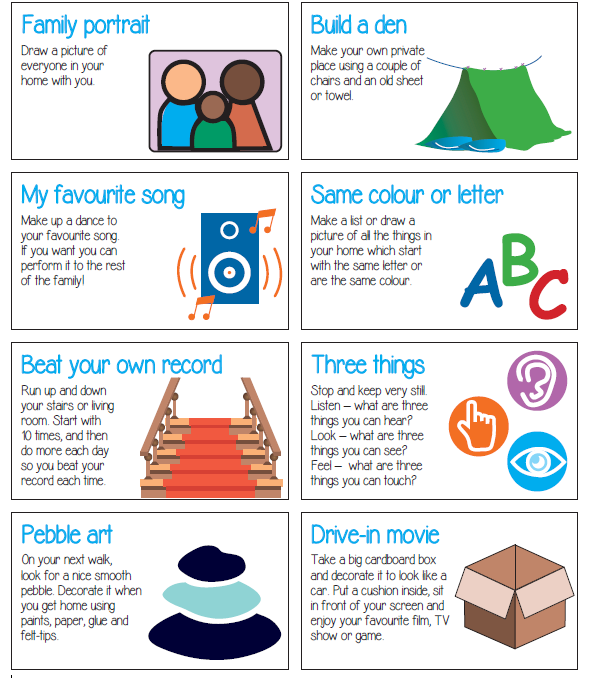 Family portrait
Draw a picture of
everyone in your
home with you.
Build a den
Make your own private
place using a couple of
chairs and an old sheet
or towel.
My favourite song
Make up a dance to
your favourite song.
If you want you can
perform it to the rest
of the family!
Same colour or letter
Make a list or draw a
picture of all the things in
your home which start
with the same letter or
are the same colour.
ABC
Beat your own record
Run up and down
your stairs or living
room. Start with
10 times, and then
do more each day
so you beat your
record each time.
Three things
Stop and keep very still.
Listen – what are three
things you can hear?
Look – what are three
things you can see?
Feel – what are three
things you can touch?
Pebble art
On your next walk,
look for a nice smooth
pebble. Decorate it when
you get home using
paints, paper, glue and
felt-tips.
Drive-in movie
Take a big cardboard box
and decorate it to look like a
car. Put a cushion inside, sit
in front of your screen and
enjoy your favourite film, TV
show or game.